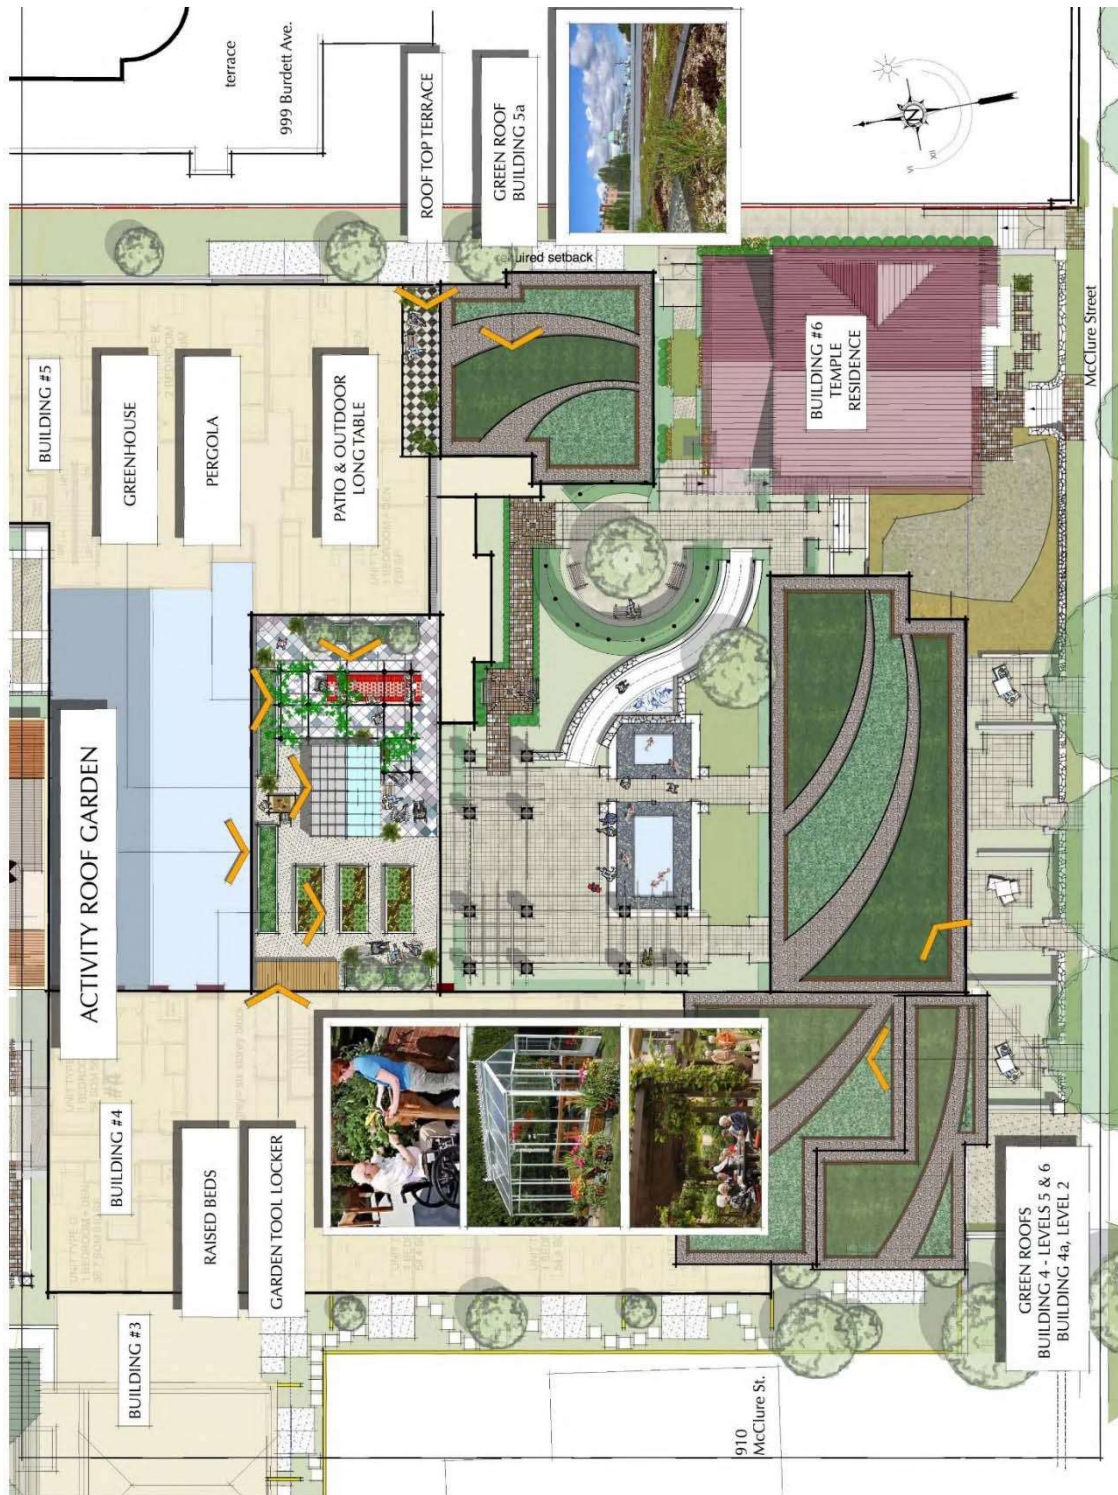 ACTIVITY ROOF GARDEN
BUILDING #3
BUILDING #4
BUILDING #5
RAISED BEDS
GARDEN TOOL LOCKER
GREENHOUSE
PERGOLA
PATIO & OUTDOOR
LONG TABLE
terrace
999 Burdett Ave.
ROOF TOP TERRACE
GREEN ROOF
BUILDING 5a
uired setback
BUILDING #6
TEMPLE
RESIDENCE
910
McClure St.
GREEN ROOFS
BUILDING 4 - LEVELS 5 & 6
BUILDING 4a, LEVEL 2
McClure Street
N